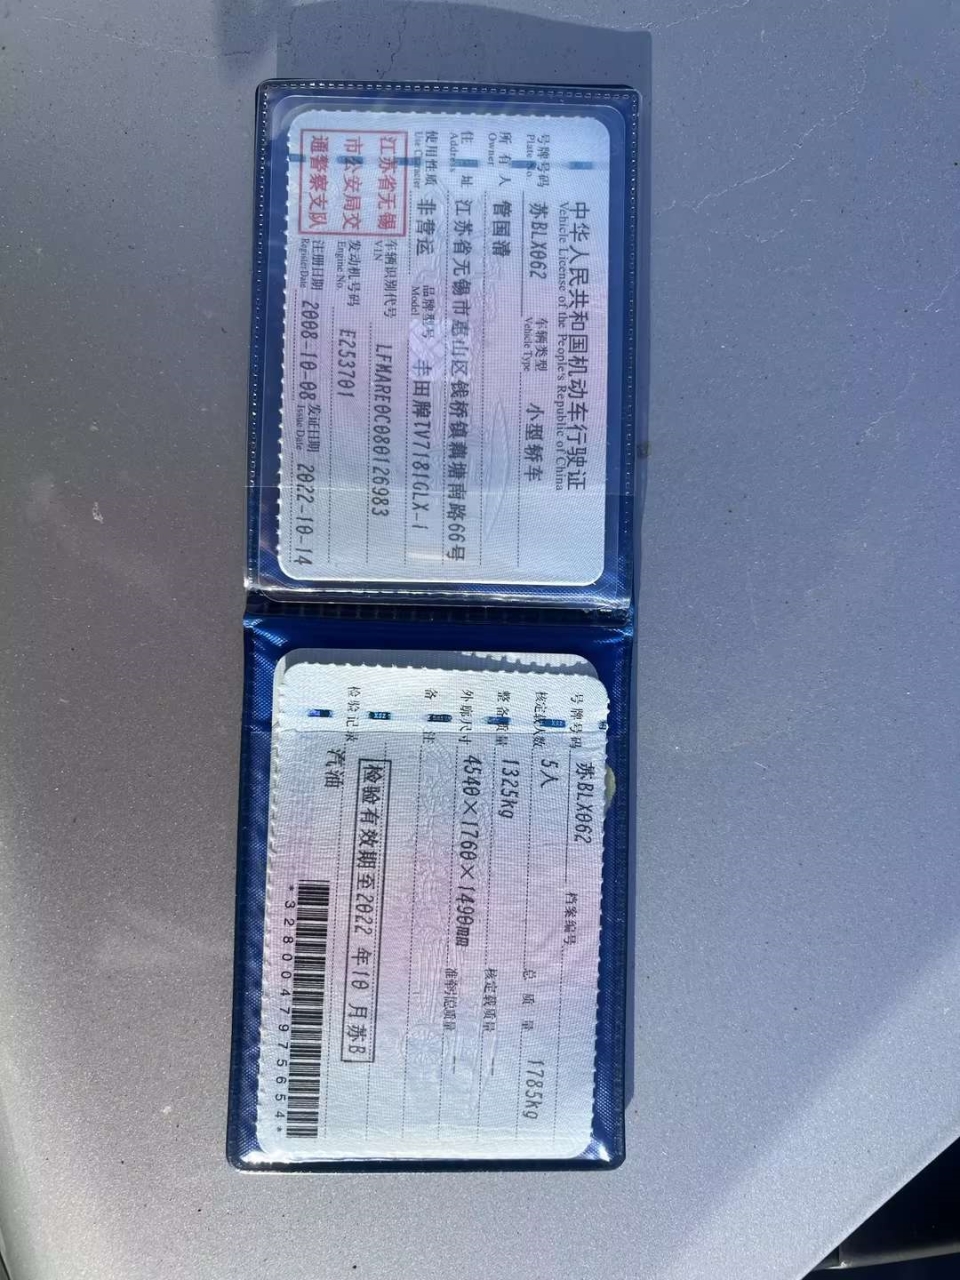 中华人民共和国机动车行驶证
Vehicle License of the People's Republic of China
号牌号码 苏BLX062 车辆类型 小型轿车
Plate No. Vehicle Type
所有人 管国潘
Owner
住址 江苏省无锡市惠山区钱桥镇藕塘南路66号
Address
使用性质 非营运 品牌型号 丰田牌TV7181GLX-i
Use Character Model
江苏省无锡
市公安局交
通警察支队
车辆识别代号 LFMARE0C080126983
VIN
发动机号码 E253701
Engine No.
注册日期 2008-10-08 发证日期 2022-10-14
Register Date Issue Date
号牌号码 苏BLX062 档案编号
核定载人数 5人 总质量 1785kg
整备质量 1325kg 核定载质量 --
外廓尺寸 4540×1760×1490mm 准牵引总质量 --
备注
检验有效期至2022年10月苏B
检验记录
汽油
*3280047975654*